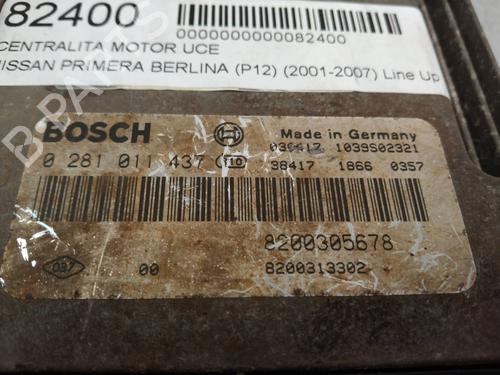 82400
0000000000082400
CENTRALITA MOTOR UCE
NISSAN PRIMERA BERLINA (P12) (2001-2007) Line Up
BOSCH
Made in Germany
0 281 011 437
1039S02321
38417 1866 0357
8200305678
00
8200313302
B-PARTS